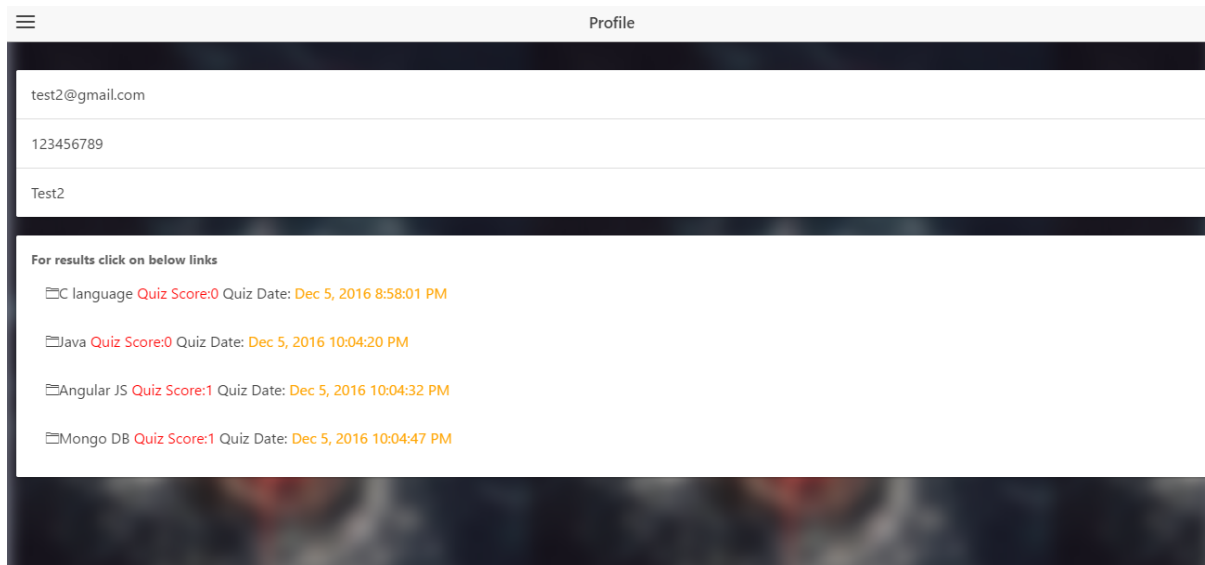 Profile
test2@gmail.com
123456789
Test2
For results click on below links
C language Quiz Score:0 Quiz Date: Dec 5, 2016 8:58:01 PM
Java Quiz Score:0 Quiz Date: Dec 5, 2016 10:04:20 PM
Angular JS Quiz Score:1 Quiz Date: Dec 5, 2016 10:04:32 PM
Mongo DB Quiz Score:1 Quiz Date: Dec 5, 2016 10:04:47 PM